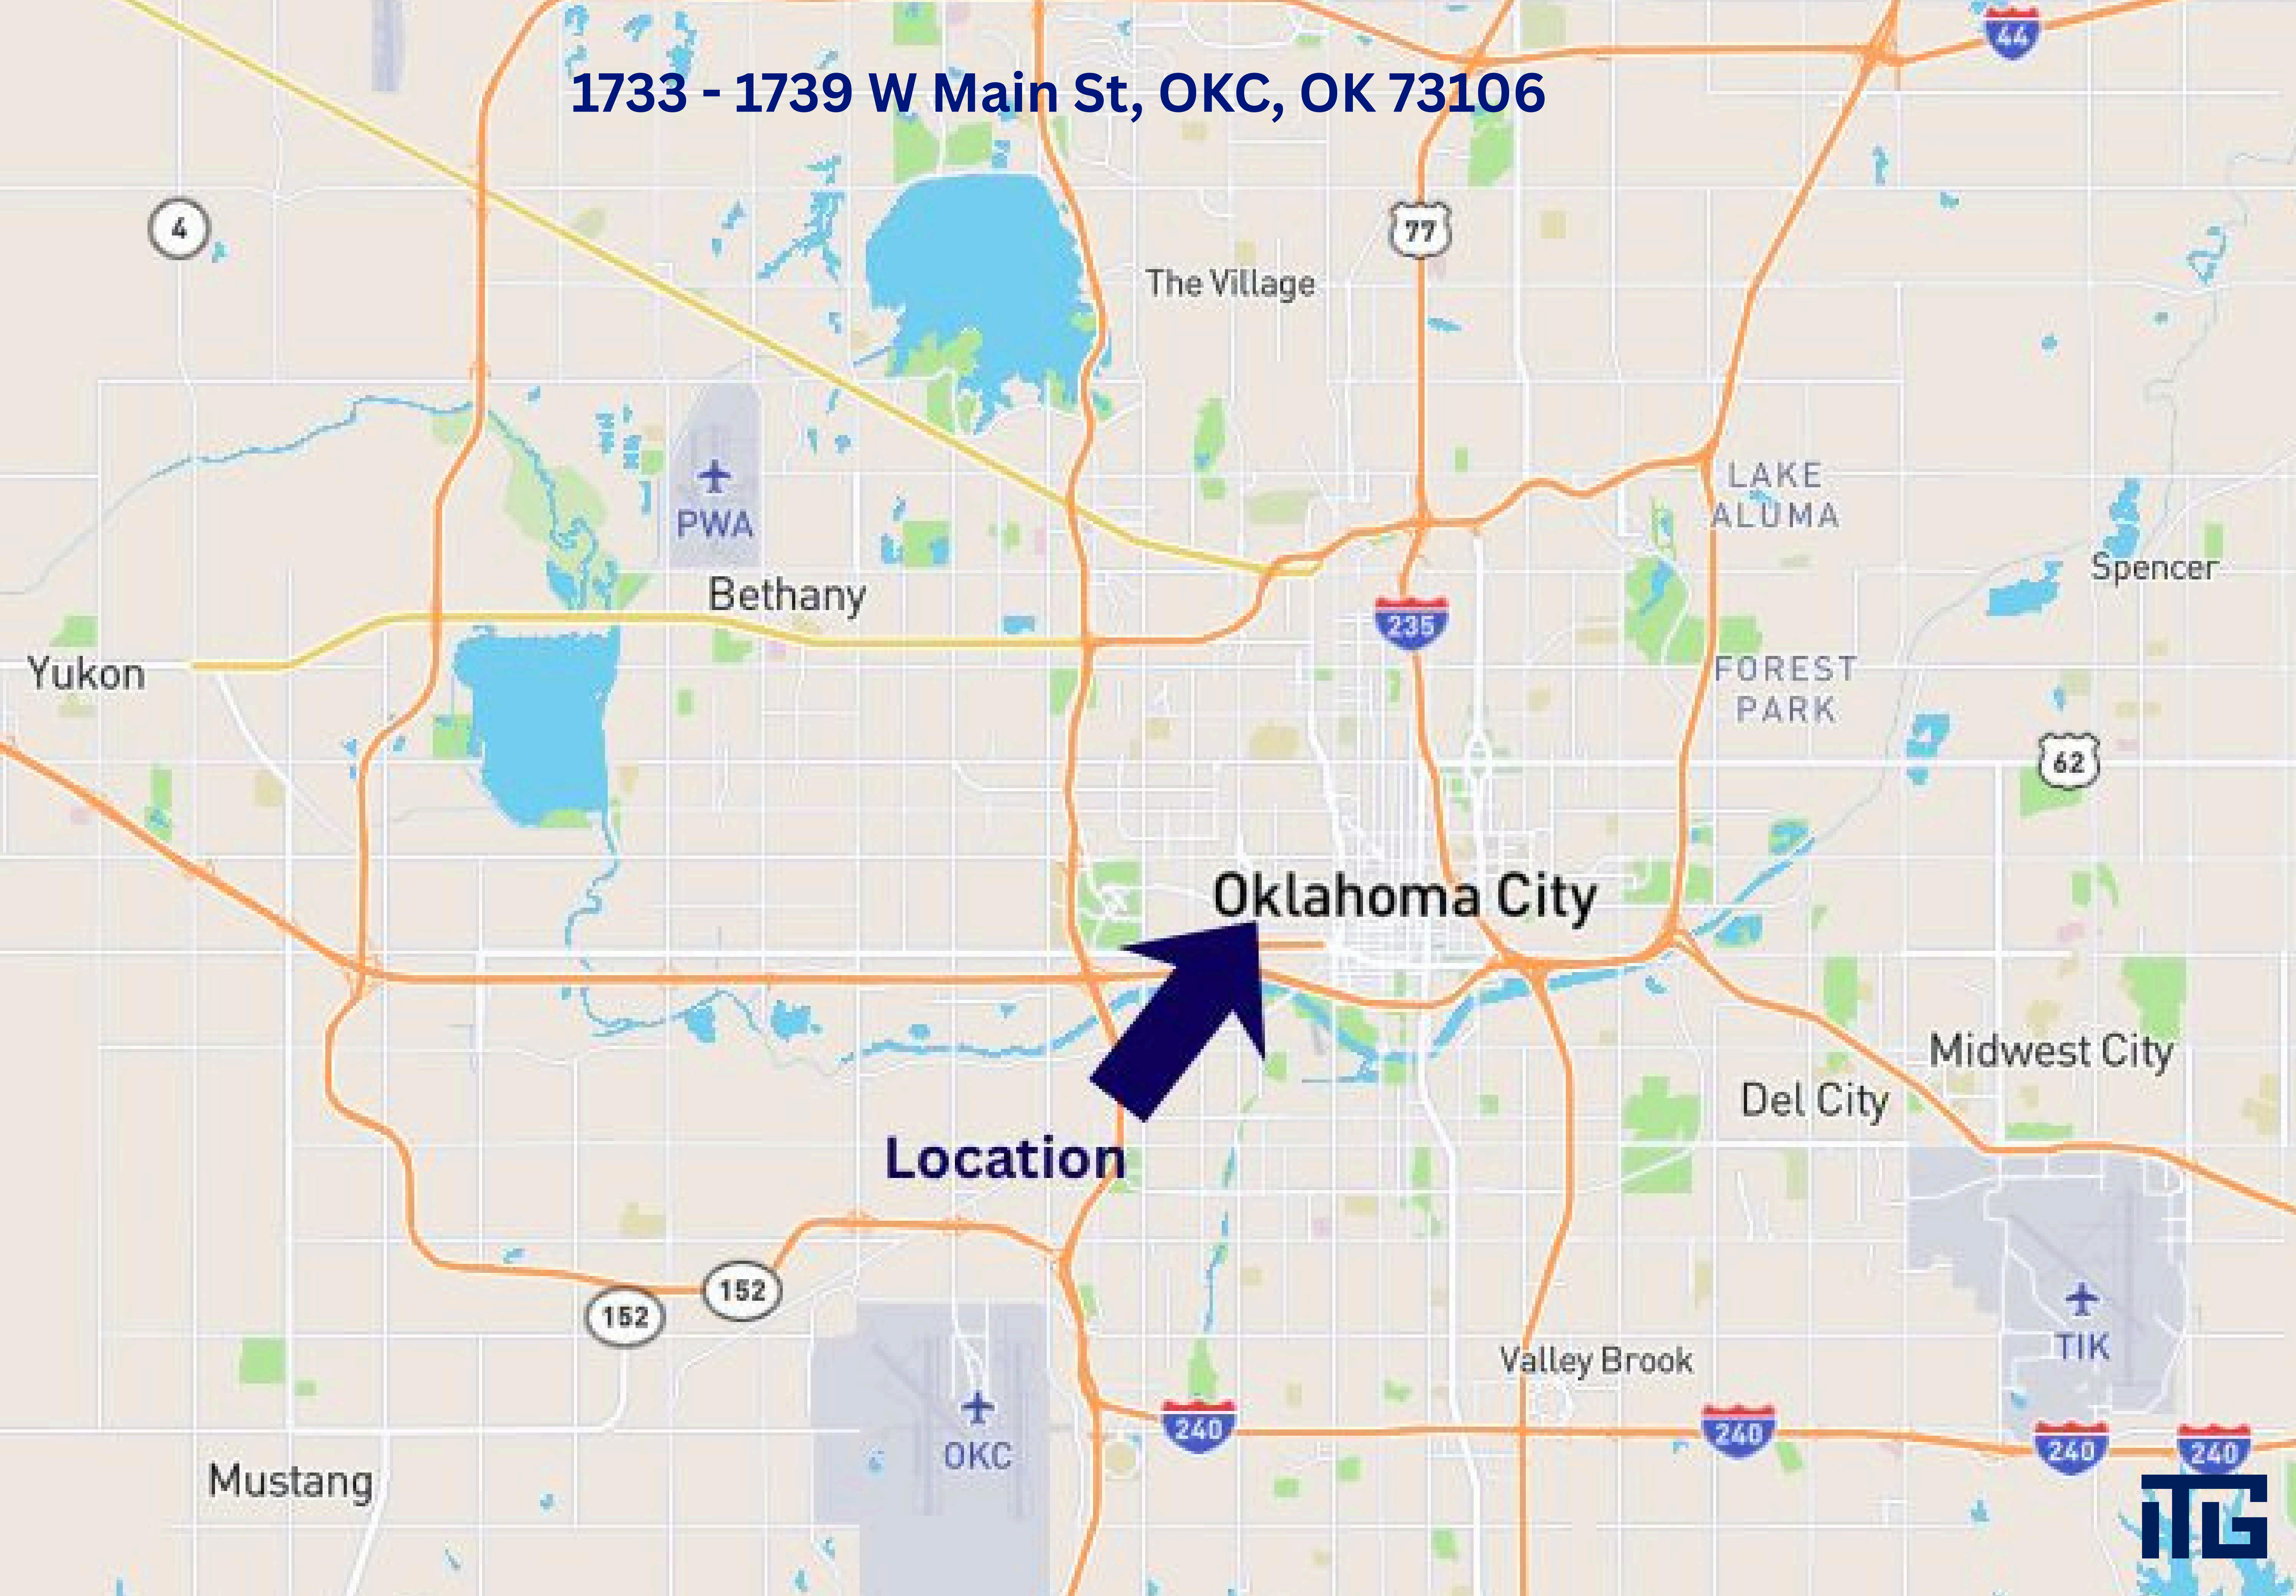 44
1733 - 1739 W Main St, OKC, OK 73106
4
77
The Village
LAKE
ALUMA
PWA
Spencer
Bethany
235
Yukon
FOREST
PARK
62
Oklahoma City
Midwest City
Del City
Location
152
152
TIK
Valley Brook
240
240
240
240
OKC
Mustang
ITG